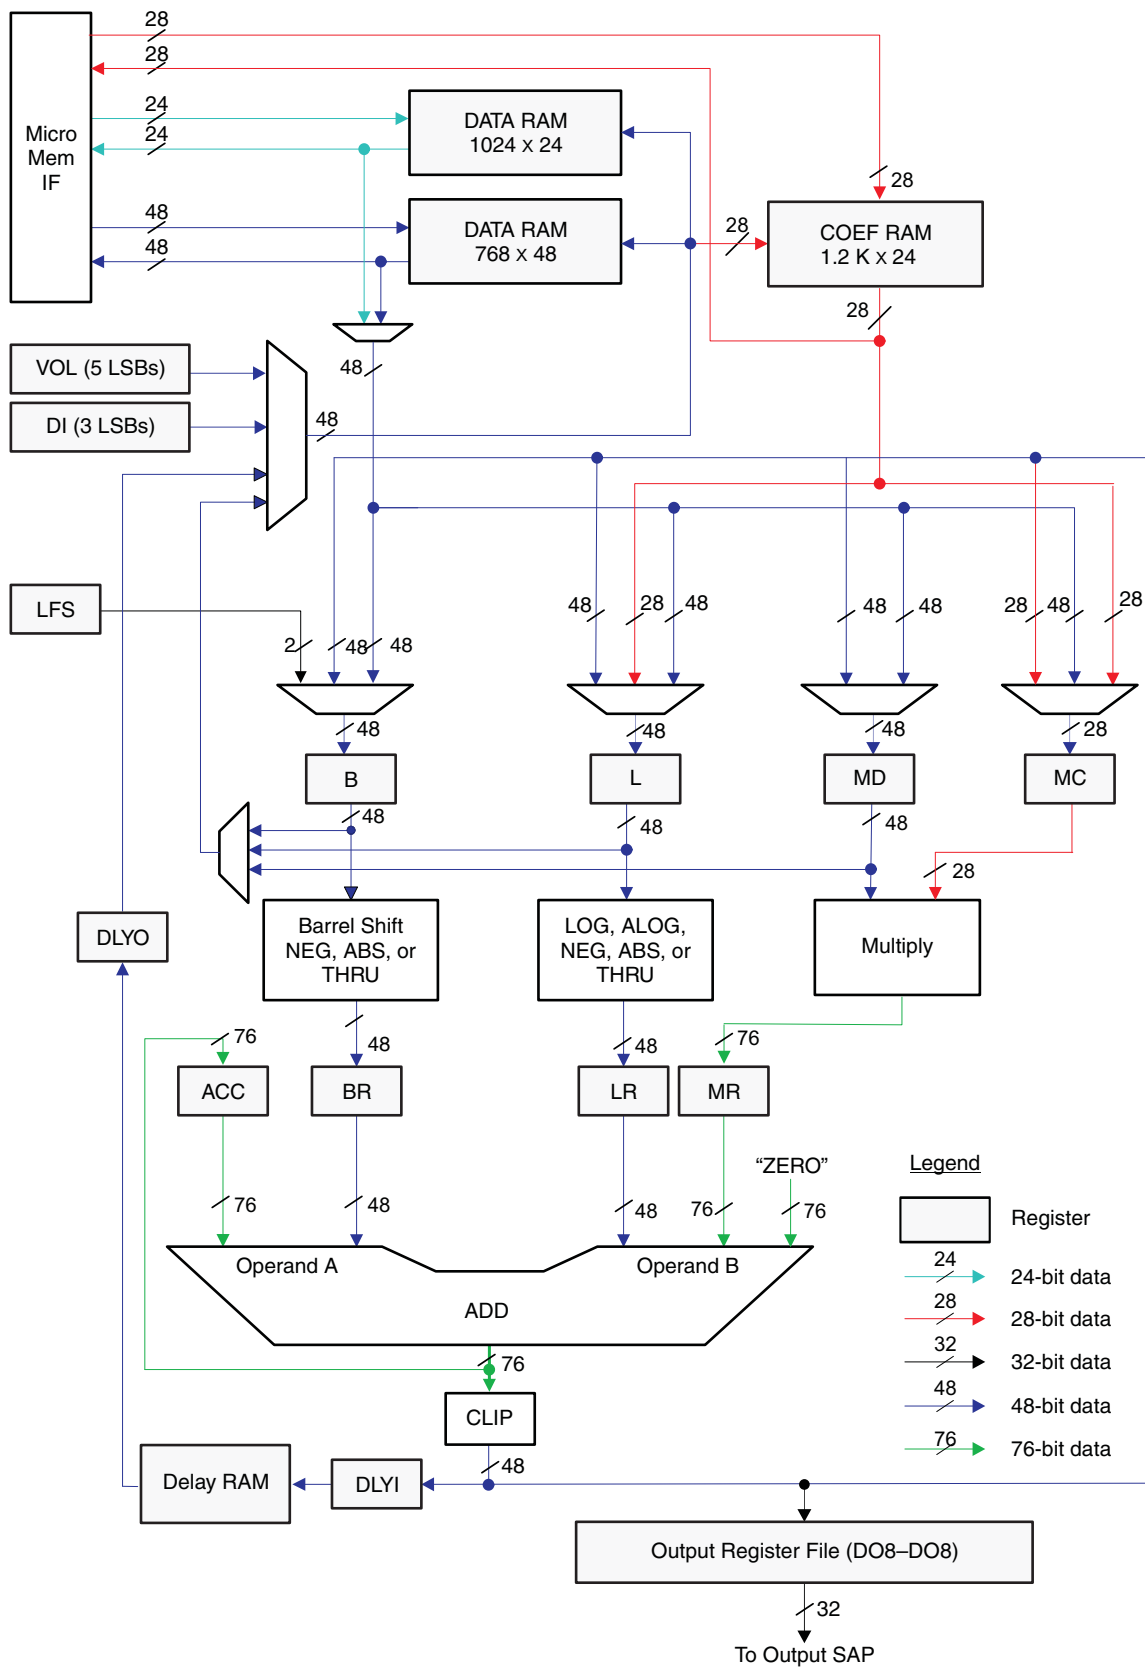 28
28
24
24
Micro
Mem
IF
DATA RAM
1024 x 24
28
48
48
DATA RAM
768 x 48
28
COEF RAM
1.2 K x 24
28
VOL (5 LSBs)
48
DI (3 LSBs)
48
LFS
2
48
48
48
28
48
48
48
28
48
28
48
48
48
28
B
L
MD
MC
48
48
48
28
DLYO
Barrel Shift
NEG, ABS, or
THRU
LOG, ALOG,
NEG, ABS, or
THRU
Multiply
76
48
48
76
ACC
BR
LR
MR
"ZERO"
76
48
48
76
76
Operand A
Operand B
ADD
76
CLIP
48
Delay RAM
DLYI
Legend
Register
24
24-bit data
28
28-bit data
32
32-bit data
48
48-bit data
76
76-bit data
Output Register File (DO8–DO8)
32
To Output SAP